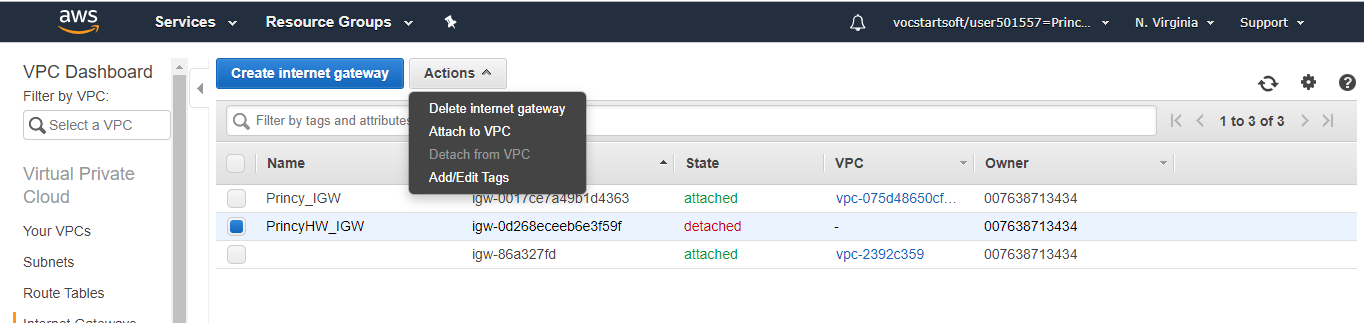 aws Services Resource Groups vocstartsoft/user501557=Princ... N. Virginia Support
VPC Dashboard
Filter by VPC:
Select a VPC
Virtual Private
Cloud
Your VPCs
Subnets
Route Tables
Internet Gateways
Create internet gateway Actions
Delete internet gateway
Attach to VPC
Detach from VPC
Add/Edit Tags
Filter by tags and attributes
1 to 3 of 3
Name State VPC Owner
Princy_IGW igw-0017ce7a49b1d4363 attached vpc-075d48650cf... 007638713434
PrincyHW_IGW igw-0d268eceeb6e3f59f detached - 007638713434
igw-86a327fd attached vpc-2392c359 007638713434